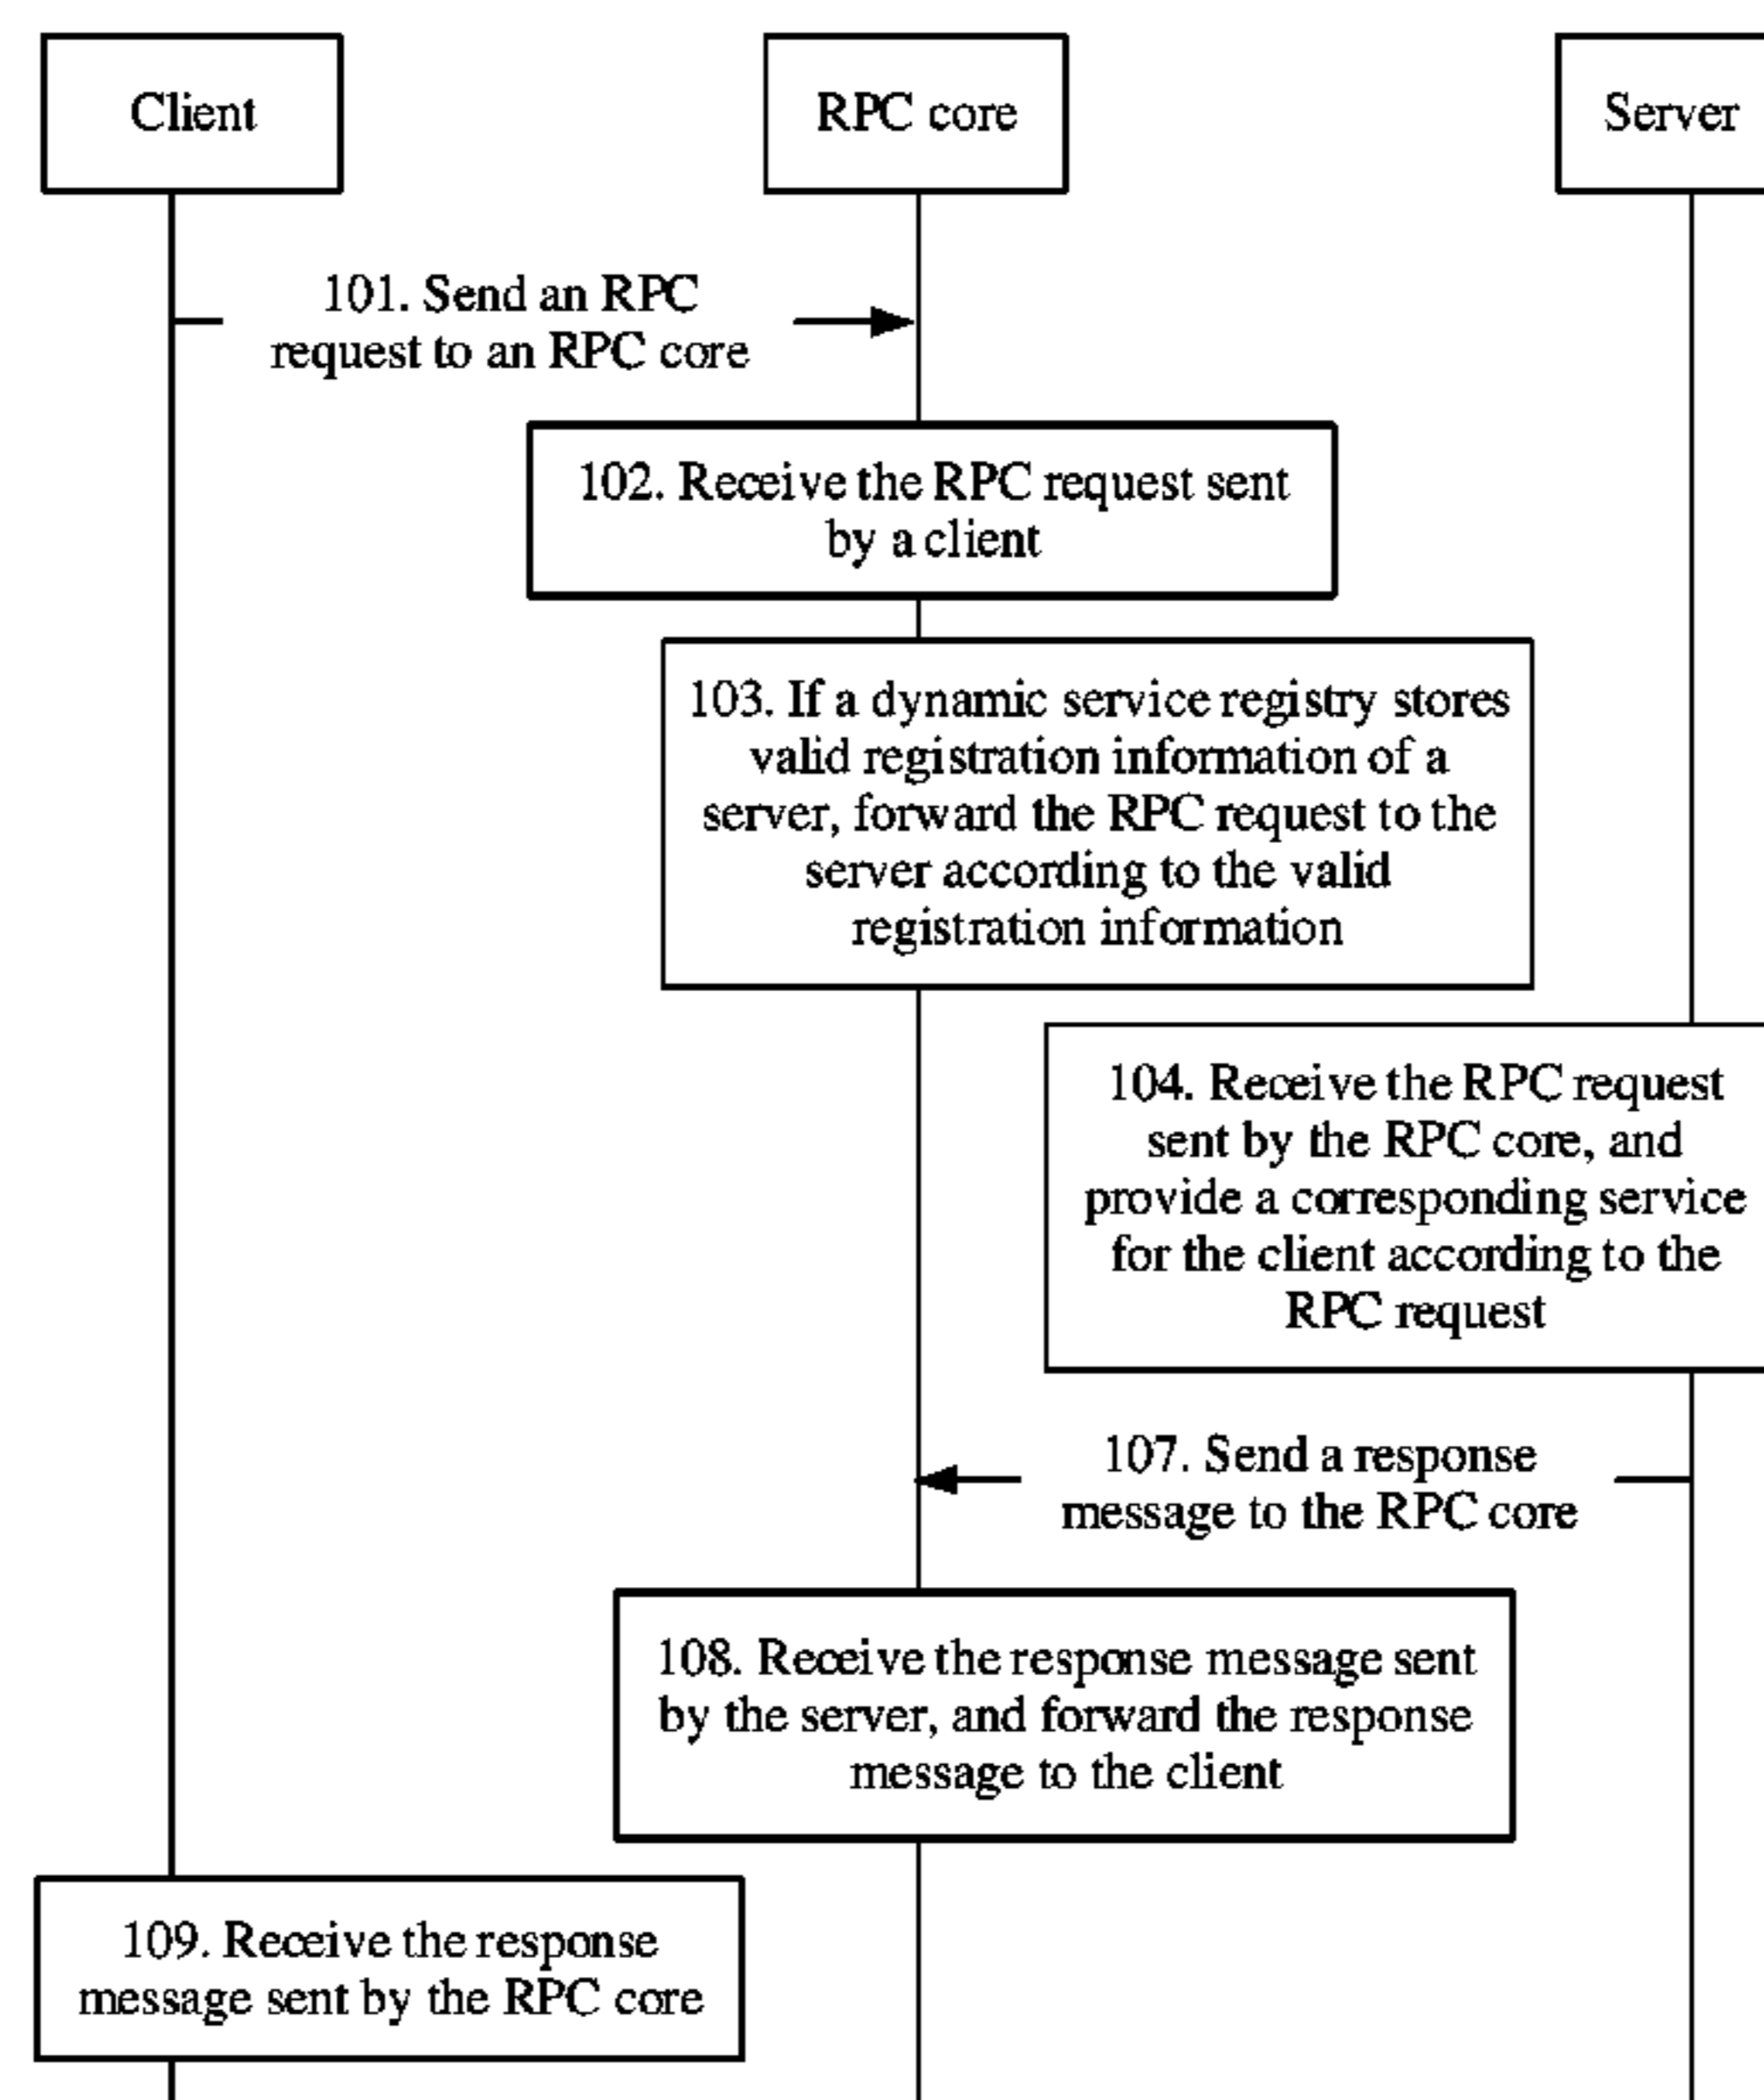 Client
RPC core
Server
101. Send an RPC
request to an RPC core
102. Receive the RPC request sent
by a client
103. If a dynamic service registry stores
valid registration information of a
server, forward the RPC request to the
server according to the valid
registration information
104. Receive the RPC request
sent by the RPC core, and
provide a corresponding service
for the client according to the
RPC request
107. Send a response
message to the RPC core
108. Receive the response message sent
by the server, and forward the response
message to the client
109. Receive the response
message sent by the RPC core